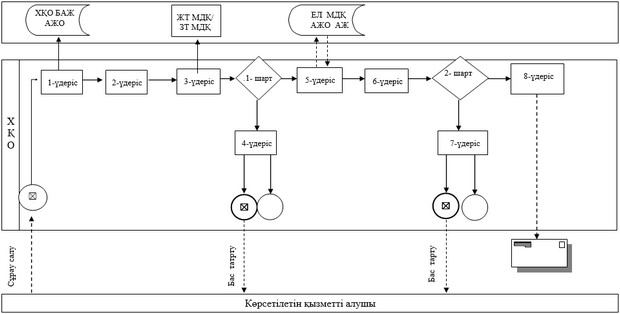 ХҚО БАЖ
АЖО
ЖТ МДҚ/
ЗТ МДҚ
ЕЛ МДҚ
АЖО АЖ
Х
Қ
О
1-үдеріс
2-үдеріс
3-үдеріс
.1- шарт
5-үдеріс
6-үдеріс
2- шарт
8-үдеріс
4-үдеріс
7-үдеріс
Сұрау салу
Бас татрту
Бас тарту
Көрсетілетін қызметті алушы